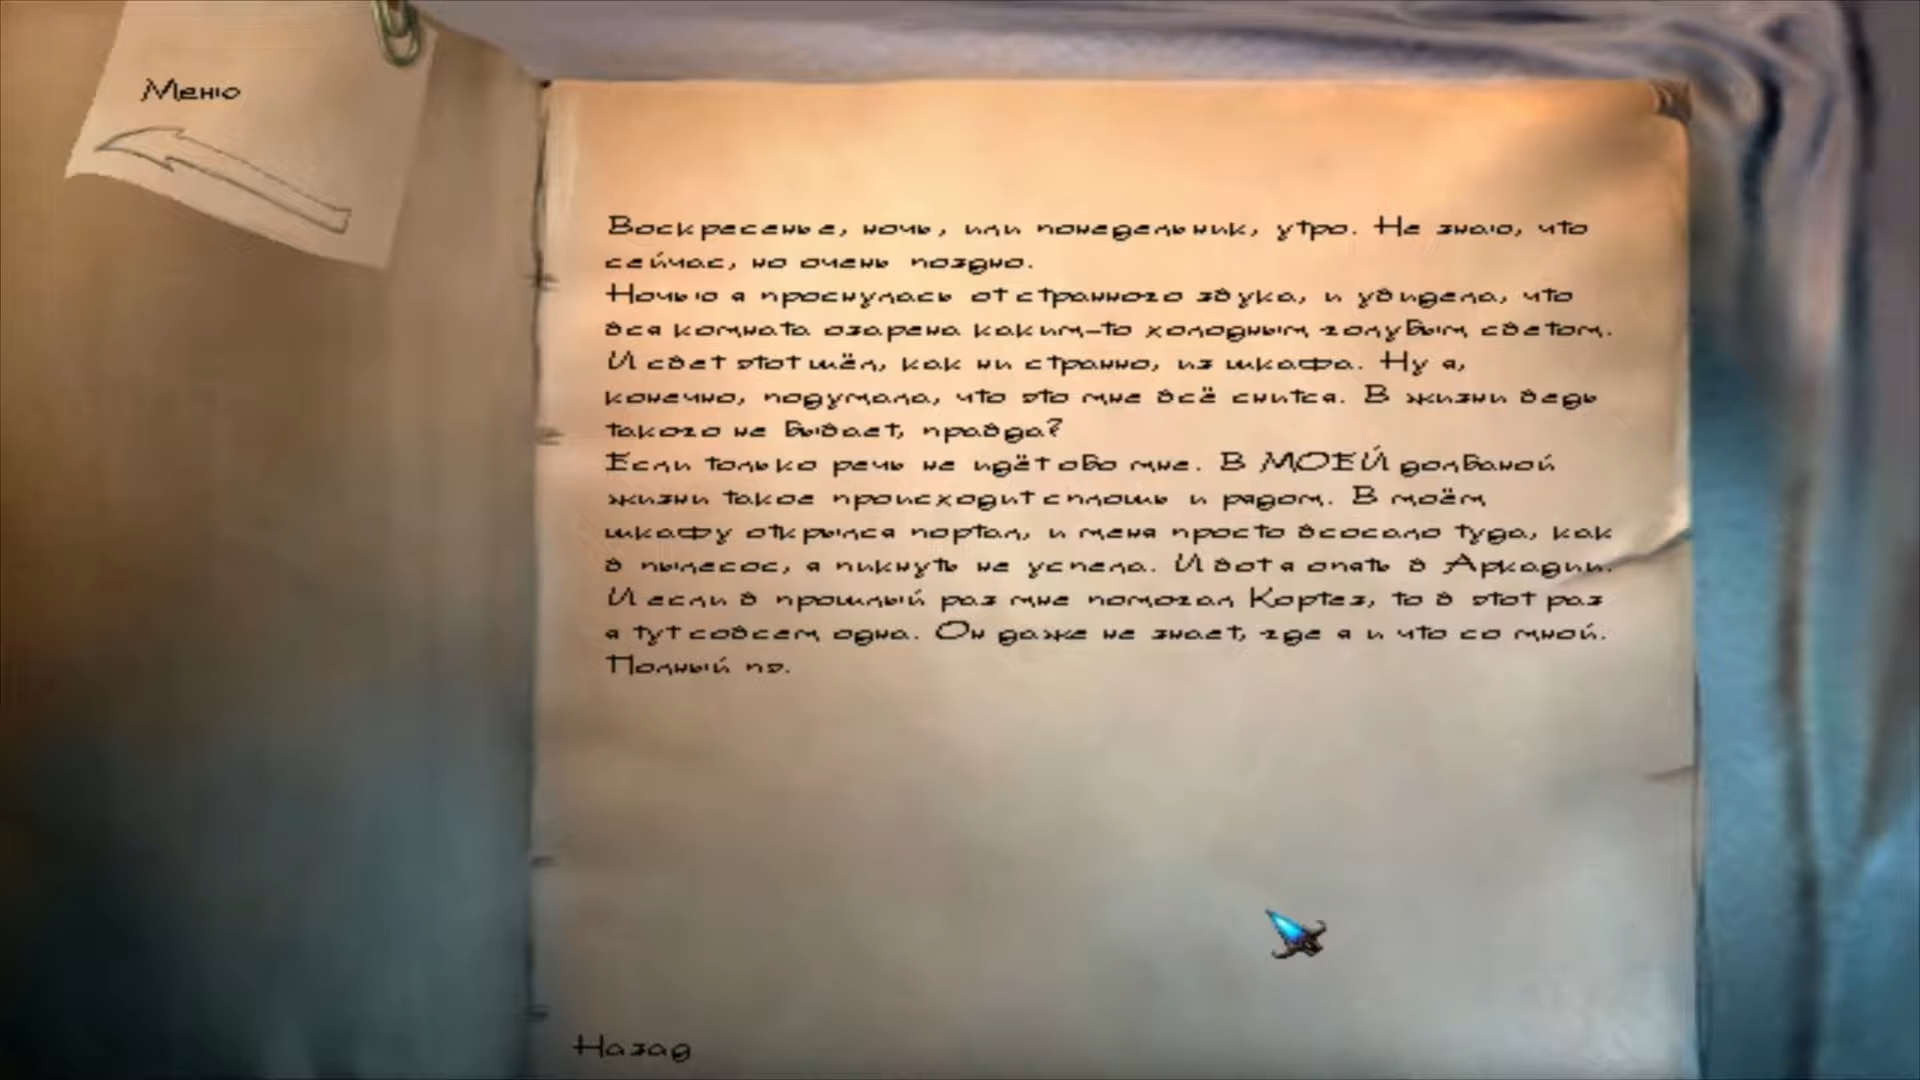 Меню
Воскресенье, ночь, или понедельник, утро. Не знаю, что
сейчас, но очень поздно.
Ночью я проснулась от странного звука, и увидела, что
вся комната озарена каким-то холодным голубым светом.
И свет этот шёл, как ни странно, из шкафа. Ну я,
конечно, подумала, что это мне всё снится. В жизни ведь
такого не бывает, правда?
Если только речь не идёт обо мне. В МОЕЙ долбаной
жизни такое происходит сплошь и рядом. В моём
шкафу открылся портал, и меня просто всосало туда, как
в пылесос, я пикнуть не успела. И вот я опять в Аркадии.
И если в прошлый раз мне помогал Кортез, то в этот раз
я тут совсем одна. Он даже не знает, где я и что со мной.
Полный пэ.
Назад